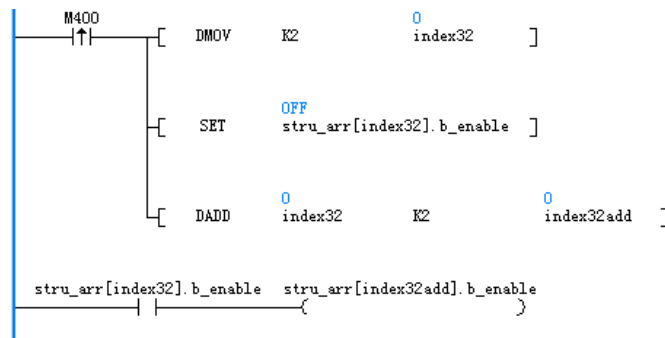 M400
0
DMOV K2 index32
OFF
SET stru_arr[index32].b_enable
0 0
DADD index32 K2 index32add
stru_arr[index32].b_enable stru_arr[index32add].b_enable